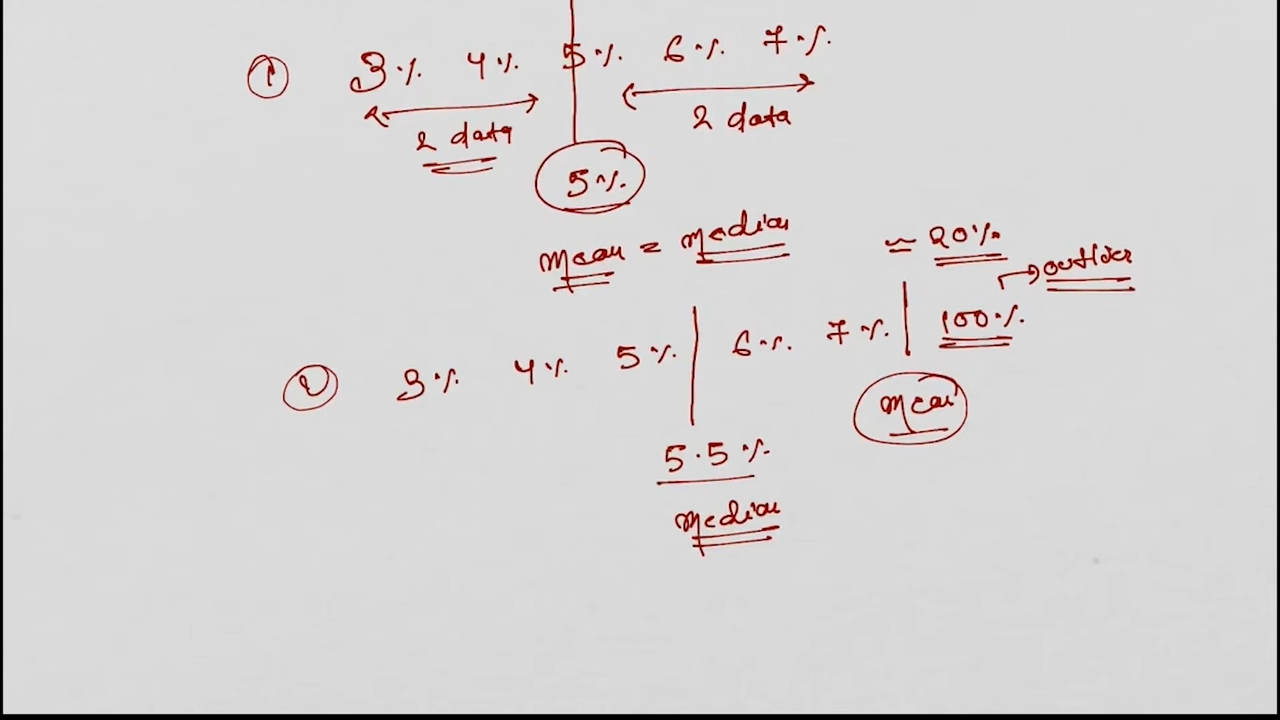 ① 3% 4% 5% 6% 7%
2 data 2 data
5%
mean = median
≈ 20%
outlier
② 3% 4% 5% 6% 7% 100%
mean
5.5%
median